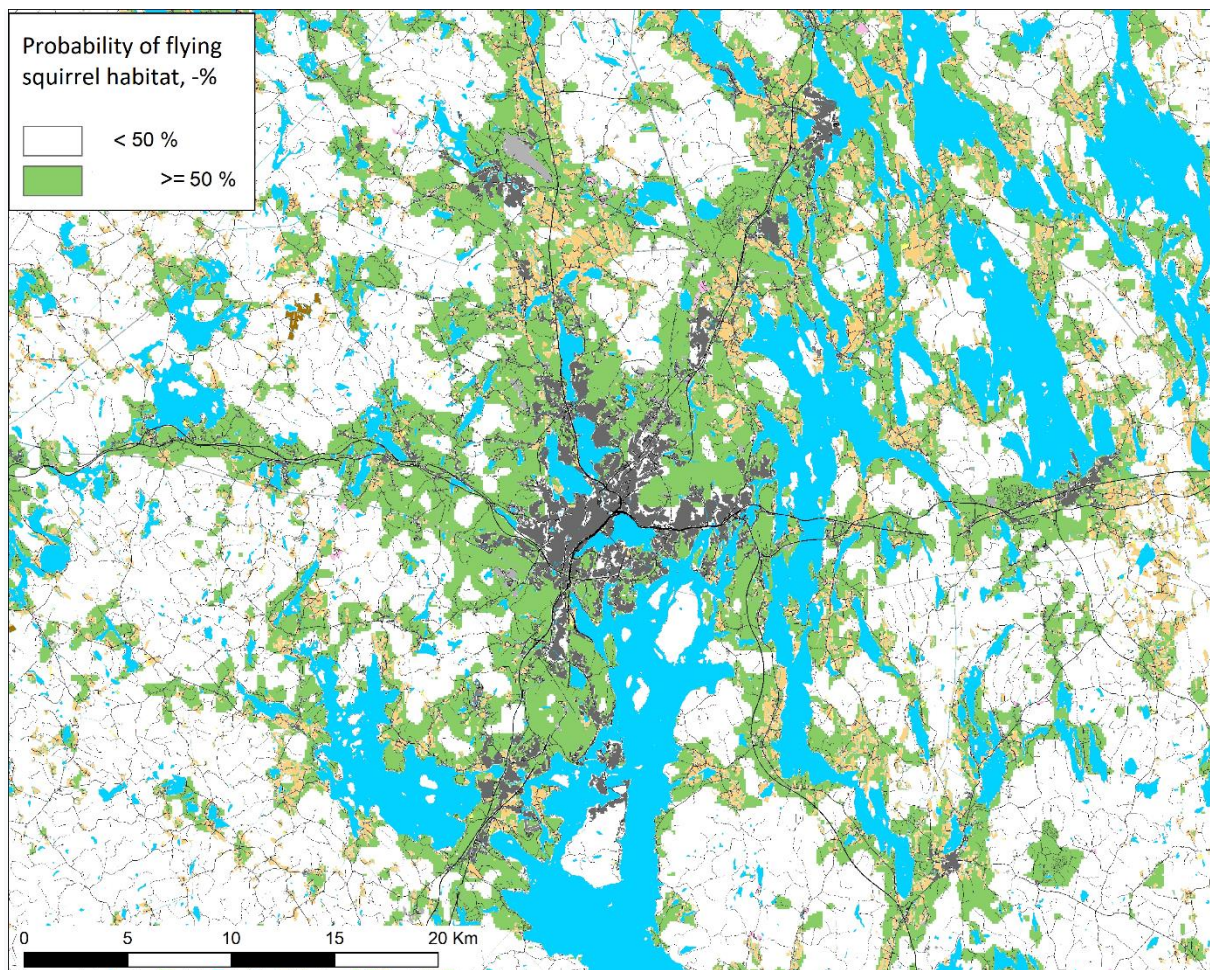 Probability of flying
squirrel habitat, -%
< 50 %
>= 50 %
0 5 10 15 20 Km